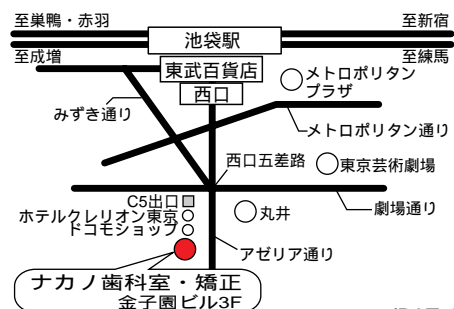 至巣鴨・赤羽
至新宿
池袋駅
至成増
至練馬
東武百貨店
西口
メトロポリタン
プラザ
みずき通り
メトロポリタン通り
西口五差路
東京芸術劇場
C5出口
ホテルクレリオン東京
ドコモショップ
丸井
劇場通り
アゼリア通り
ナカノ歯科室・矯正
金子園ビル3F